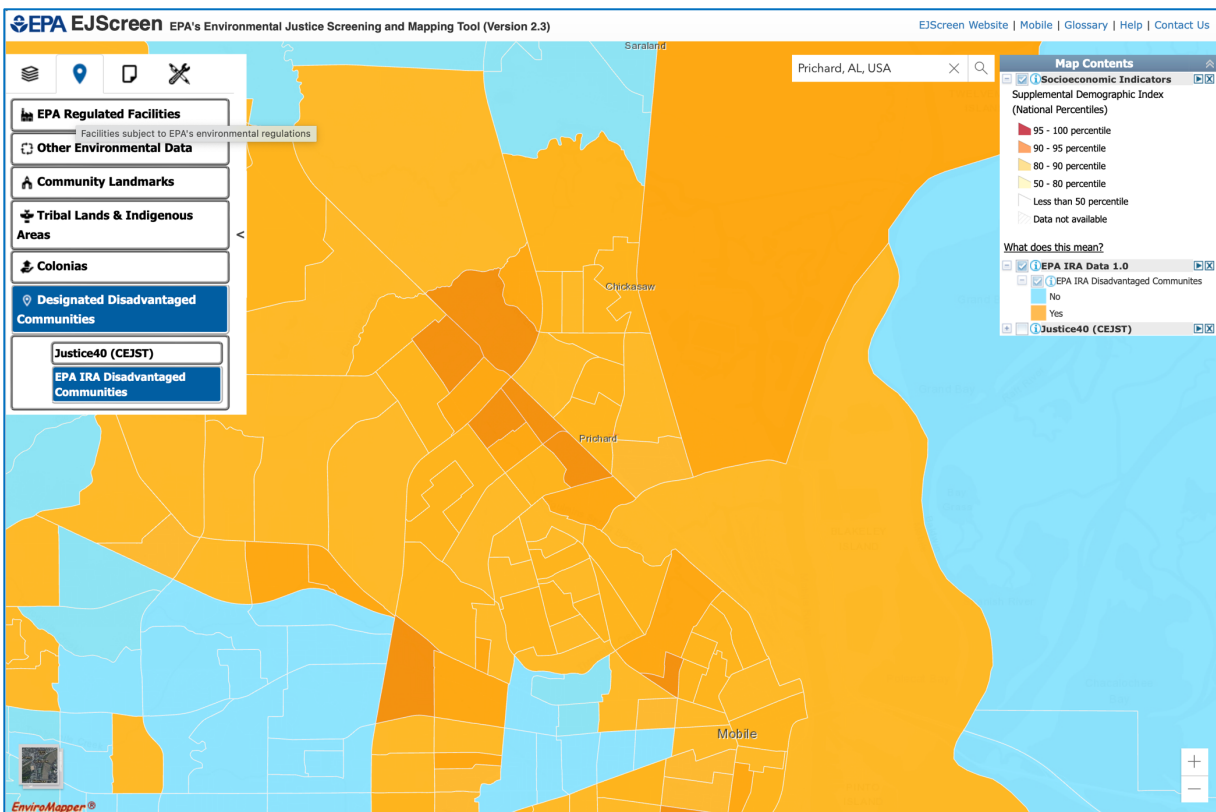 EPA EJScreen EPA's Environmental Justice Screening and Mapping Tool (Version 2.3)
EJScreen Website | Mobile | Glossary | Help | Contact Us
Saraland
Prichard, AL, USA
EPA Regulated Facilities
Facilities subject to EPA's environmental regulations
Other Environmental Data
Community Landmarks
Tribal Lands & Indigenous
Areas
<
Colonias
Designated Disadvantaged
Communities
Justice40 (CEJST)
EPA IRA Disadvantaged
Communities
Map Contents
Socioeconomic Indicators
Supplemental Demographic Index
(National Percentiles)
95 - 100 percentile
90 - 95 percentile
80 - 90 percentile
50 - 80 percentile
Less than 50 percentile
Data not available
What does this mean?
EPA IRA Data 1.0
EPA IRA Disadvantaged Communites
No
Yes
Justice40 (CEJST)
Chickasaw
Prichard
Mobile
EnviroMapper ®